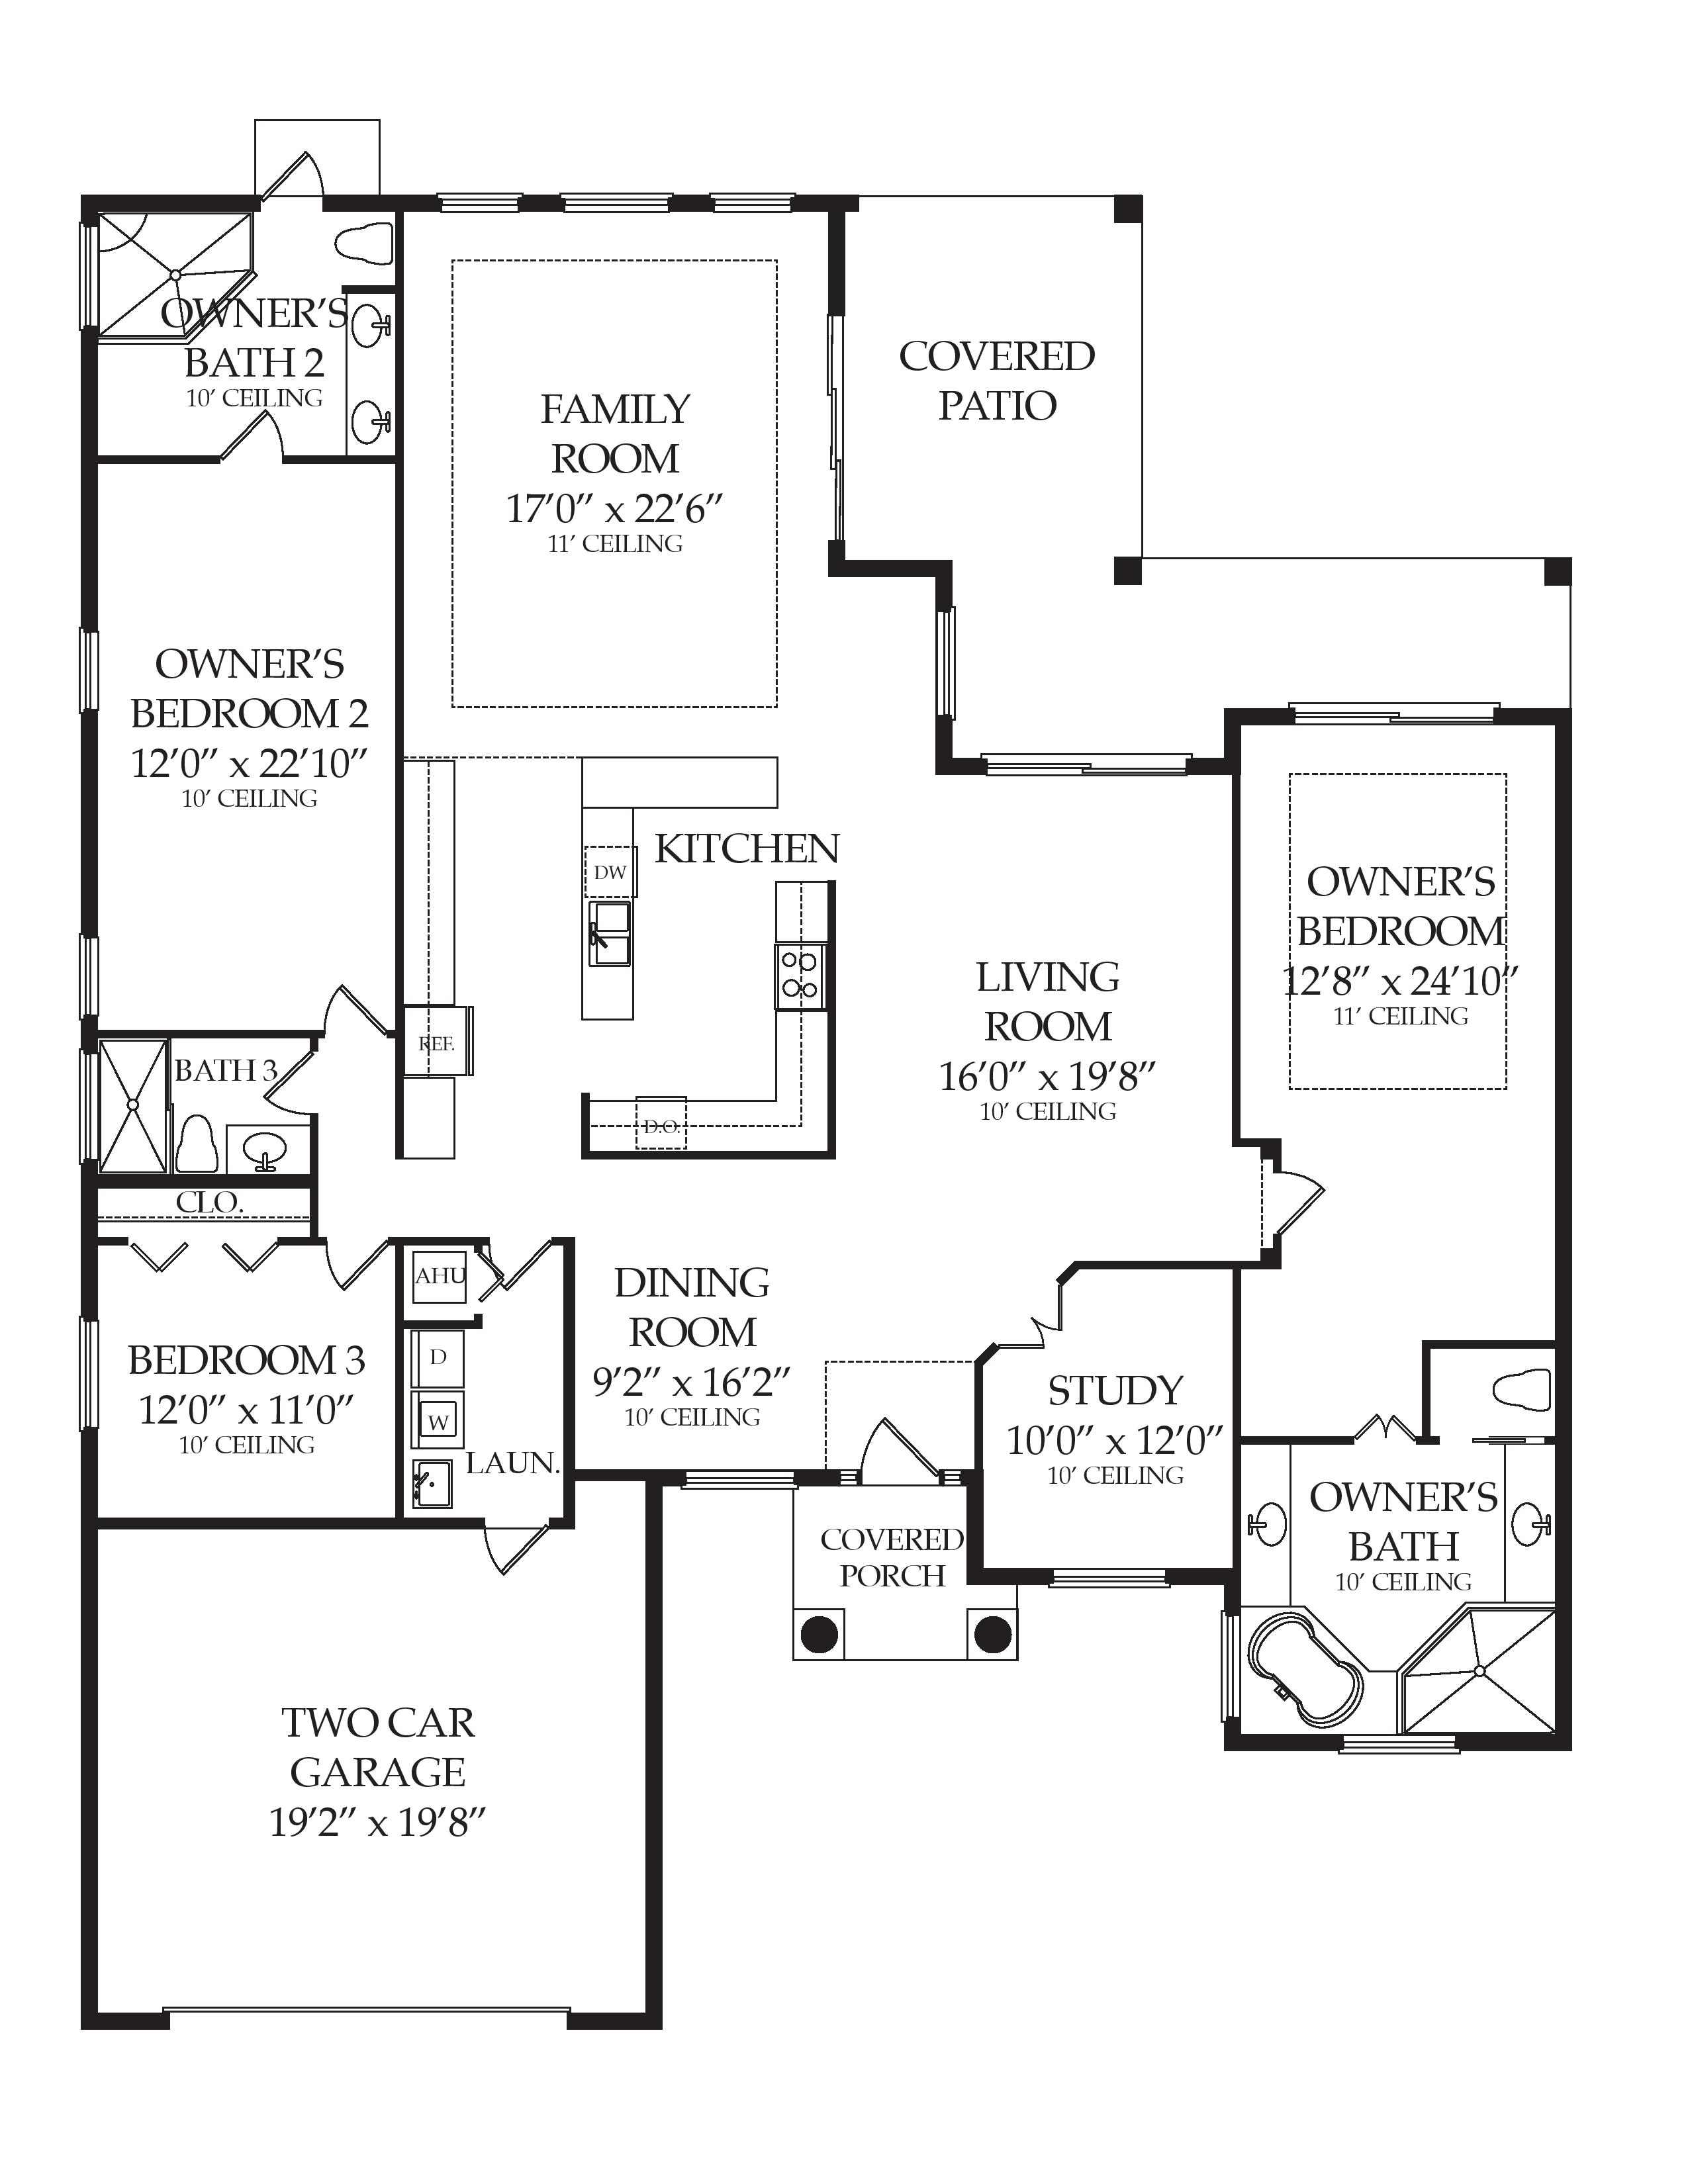 OWNER’S
BATH 2
10’ CEILING
FAMILY
ROOM
17’0” x 22’6”
11’ CEILING
COVERED
PATIO
OWNER’S
BEDROOM 2
12’0” x 22’10”
10’ CEILING
KITCHEN
DW
REF.
D.O.
LIVING
ROOM
16’0” x 19’8”
10’ CEILING
OWNER’S
BEDROOM
12’8” x 24’10”
11’ CEILING
BATH 3
CLO.
BEDROOM 3
12’0” x 11’0”
10’ CEILING
AHU
D
W
LAUN.
DINING
ROOM
9’2” x 16’2”
10’ CEILING
STUDY
10’0” x 12’0”
10’ CEILING
COVERED
PORCH
OWNER’S
BATH
10’ CEILING
TWO CAR
GARAGE
19’2” x 19’8”